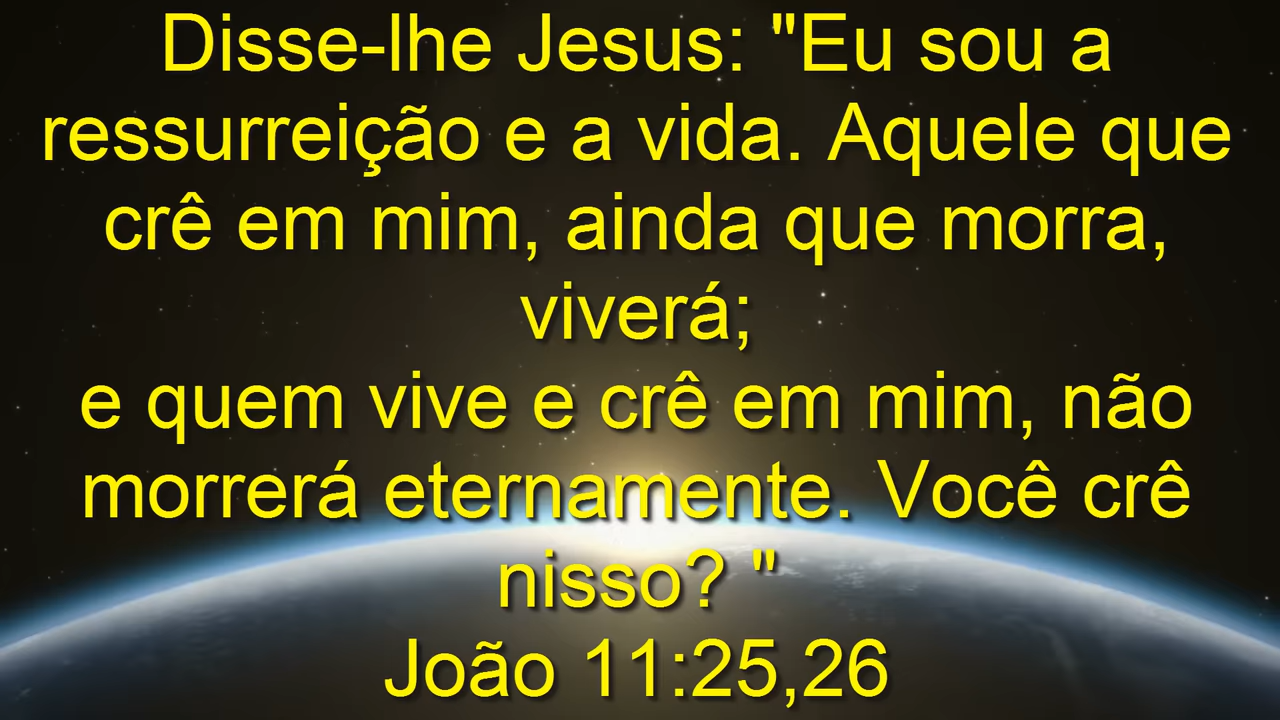 Disse-lhe Jesus: "Eu sou a
ressurreição e a vida. Aquele que
crê em mim, ainda que morra,
viverá;
e quem vive e crê em mim, não
morrerá eternamente. Você crê
nisso? "
João 11:25,26